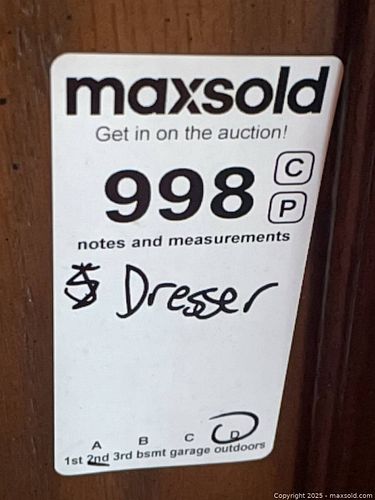 maxsold
Get in on the auction!
998 C
P
notes and measurements
Dresser
A B C D
1st 2nd 3rd bsmt garage outdoors
Copyright 2025 - maxsold.com